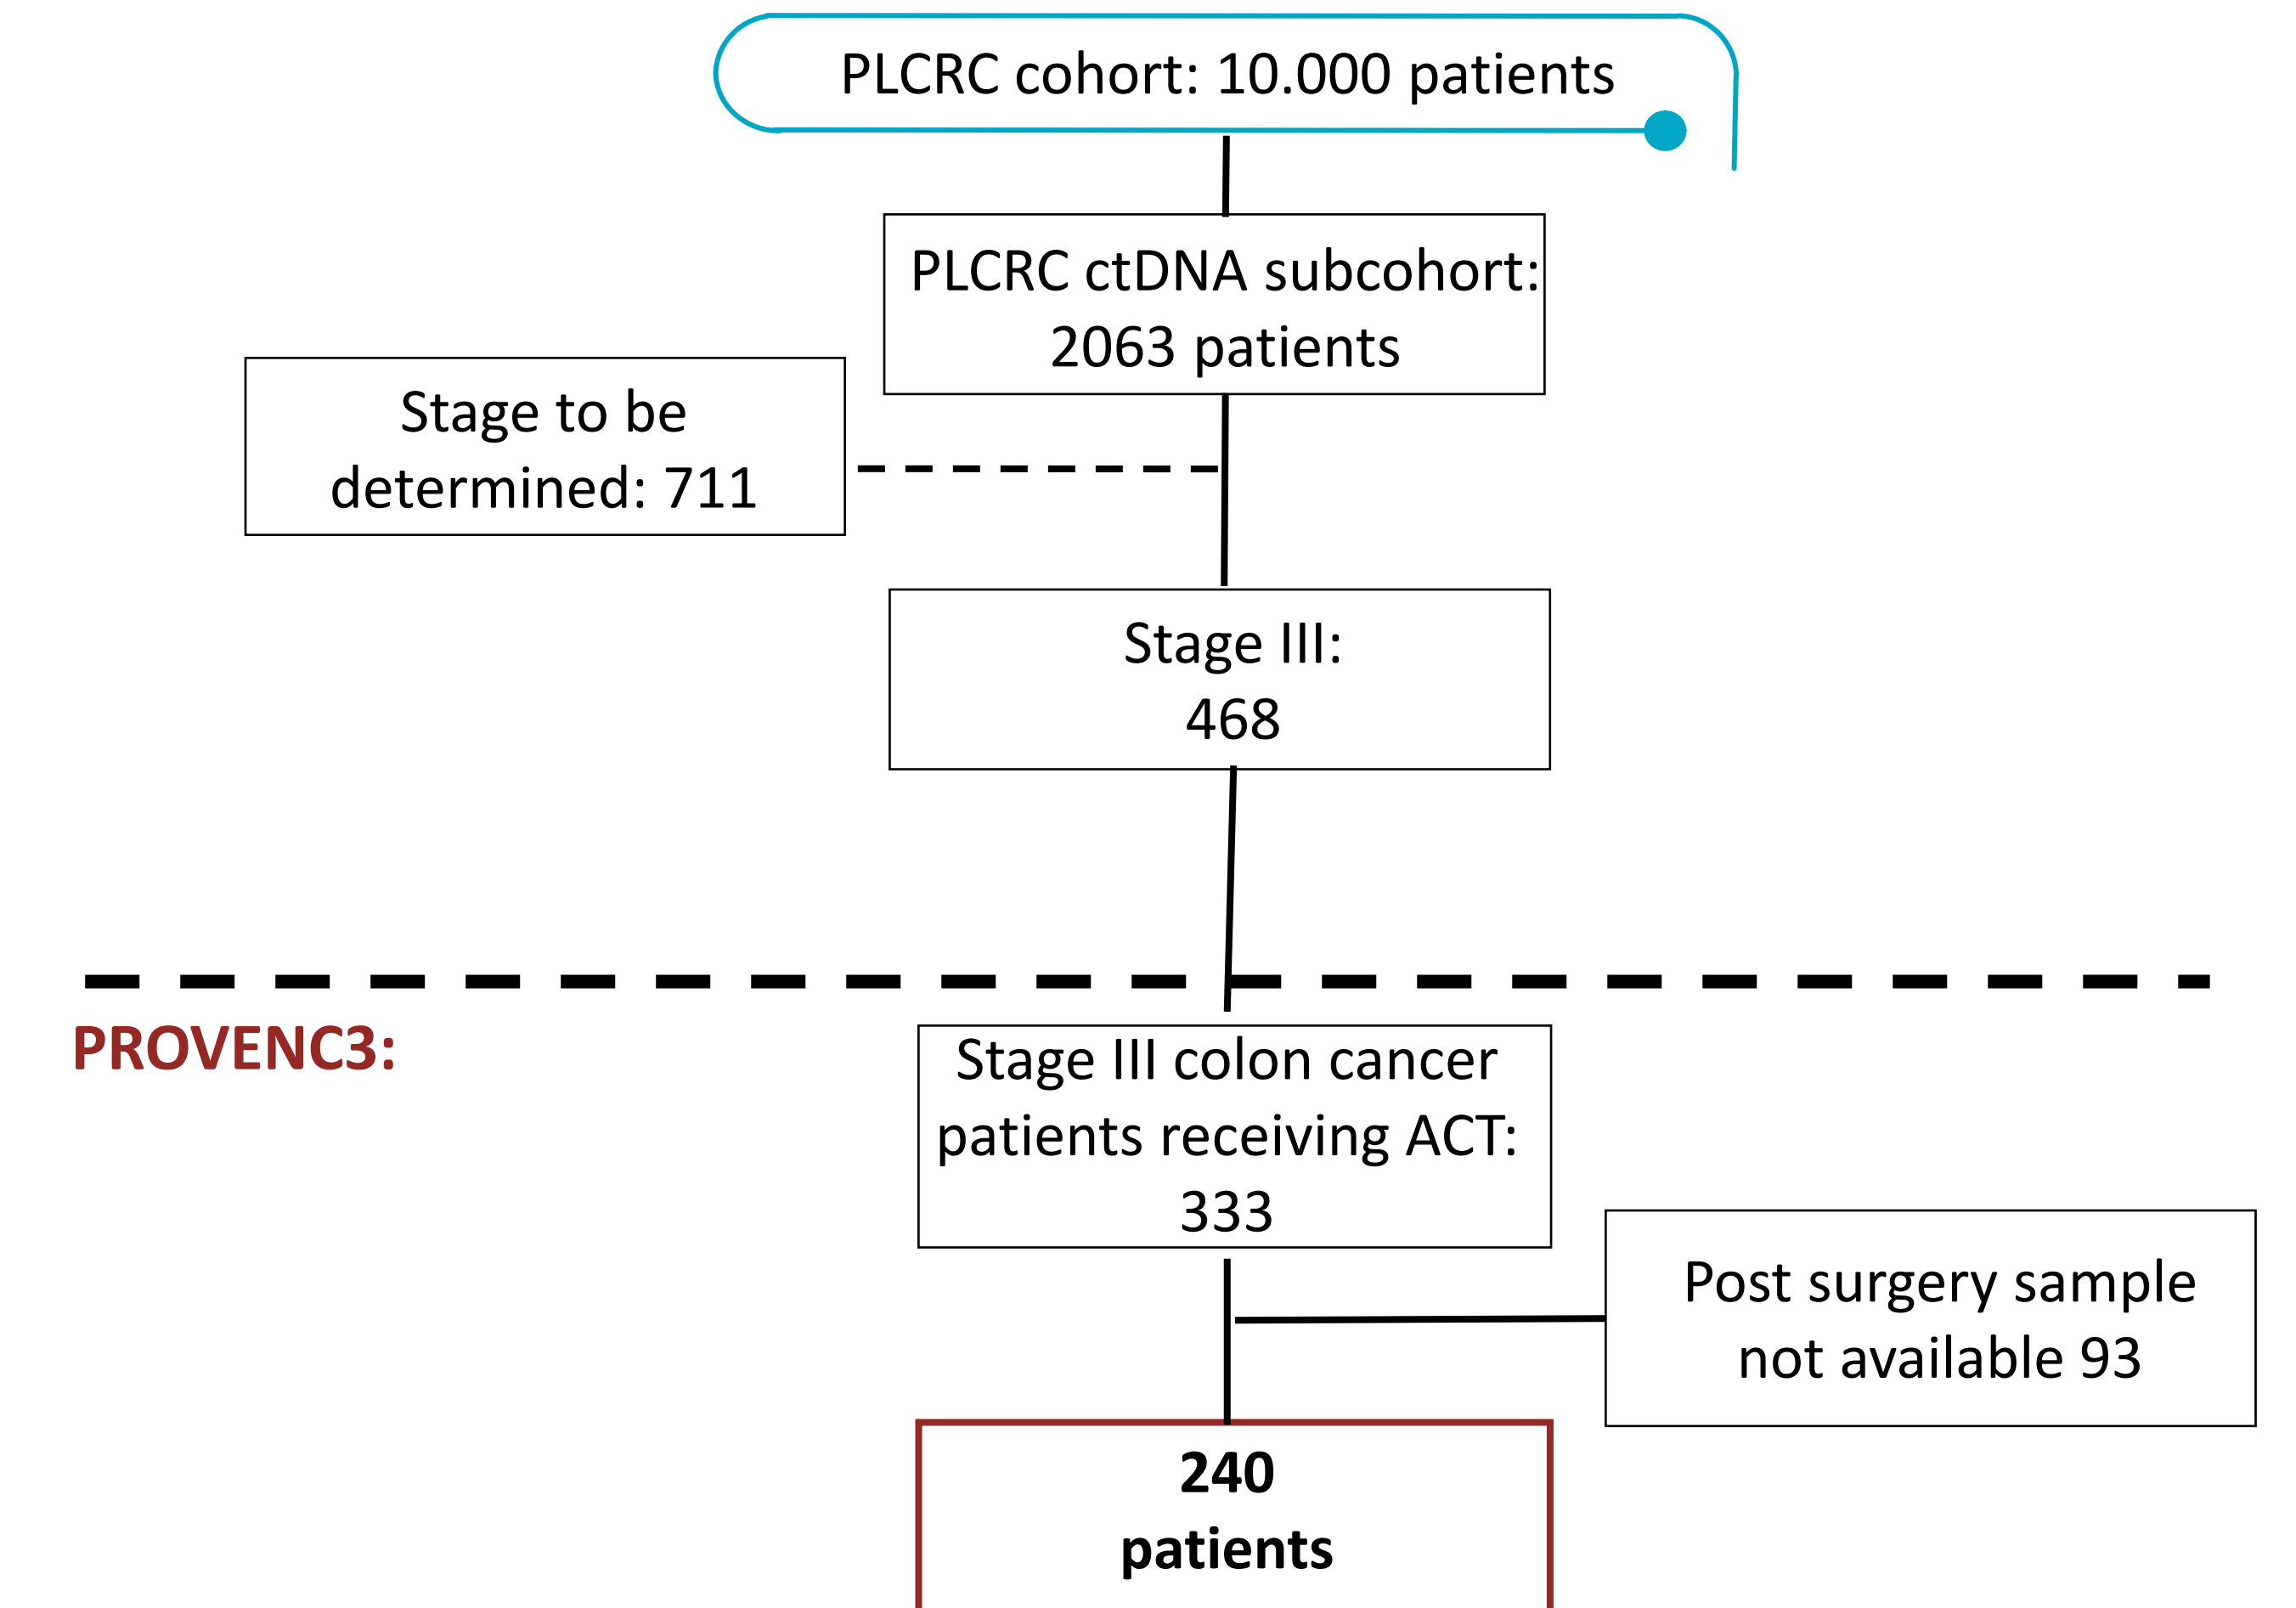 PLCRC cohort: 10.000 patients
PLCRC ctDNA subcohort:
2063 patients
Stage to be
determined: 711
Stage III:
468
PROVENC3:
Stage III colon cancer
patients receiving ACT:
333
Post surgery sample
not available 93
240
patients